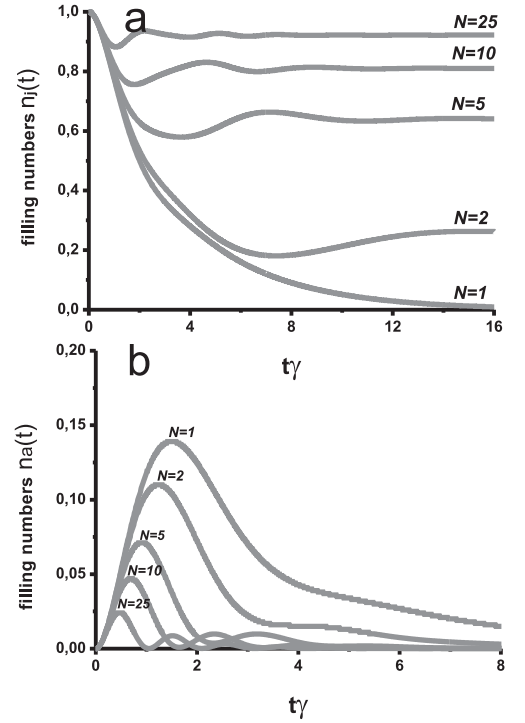 a
filling numbers nj(t)
1,0
0,8
0,6
0,4
0,2
0,0
N=25
N=10
N=5
N=2
N=1
0 4 8 12 16
tγ
b
filling numbers na(t)
0,20
0,15
0,10
0,05
0,00
N=1
N=2
N=5
N=10
N=25
0 2 4 6 8
tγ